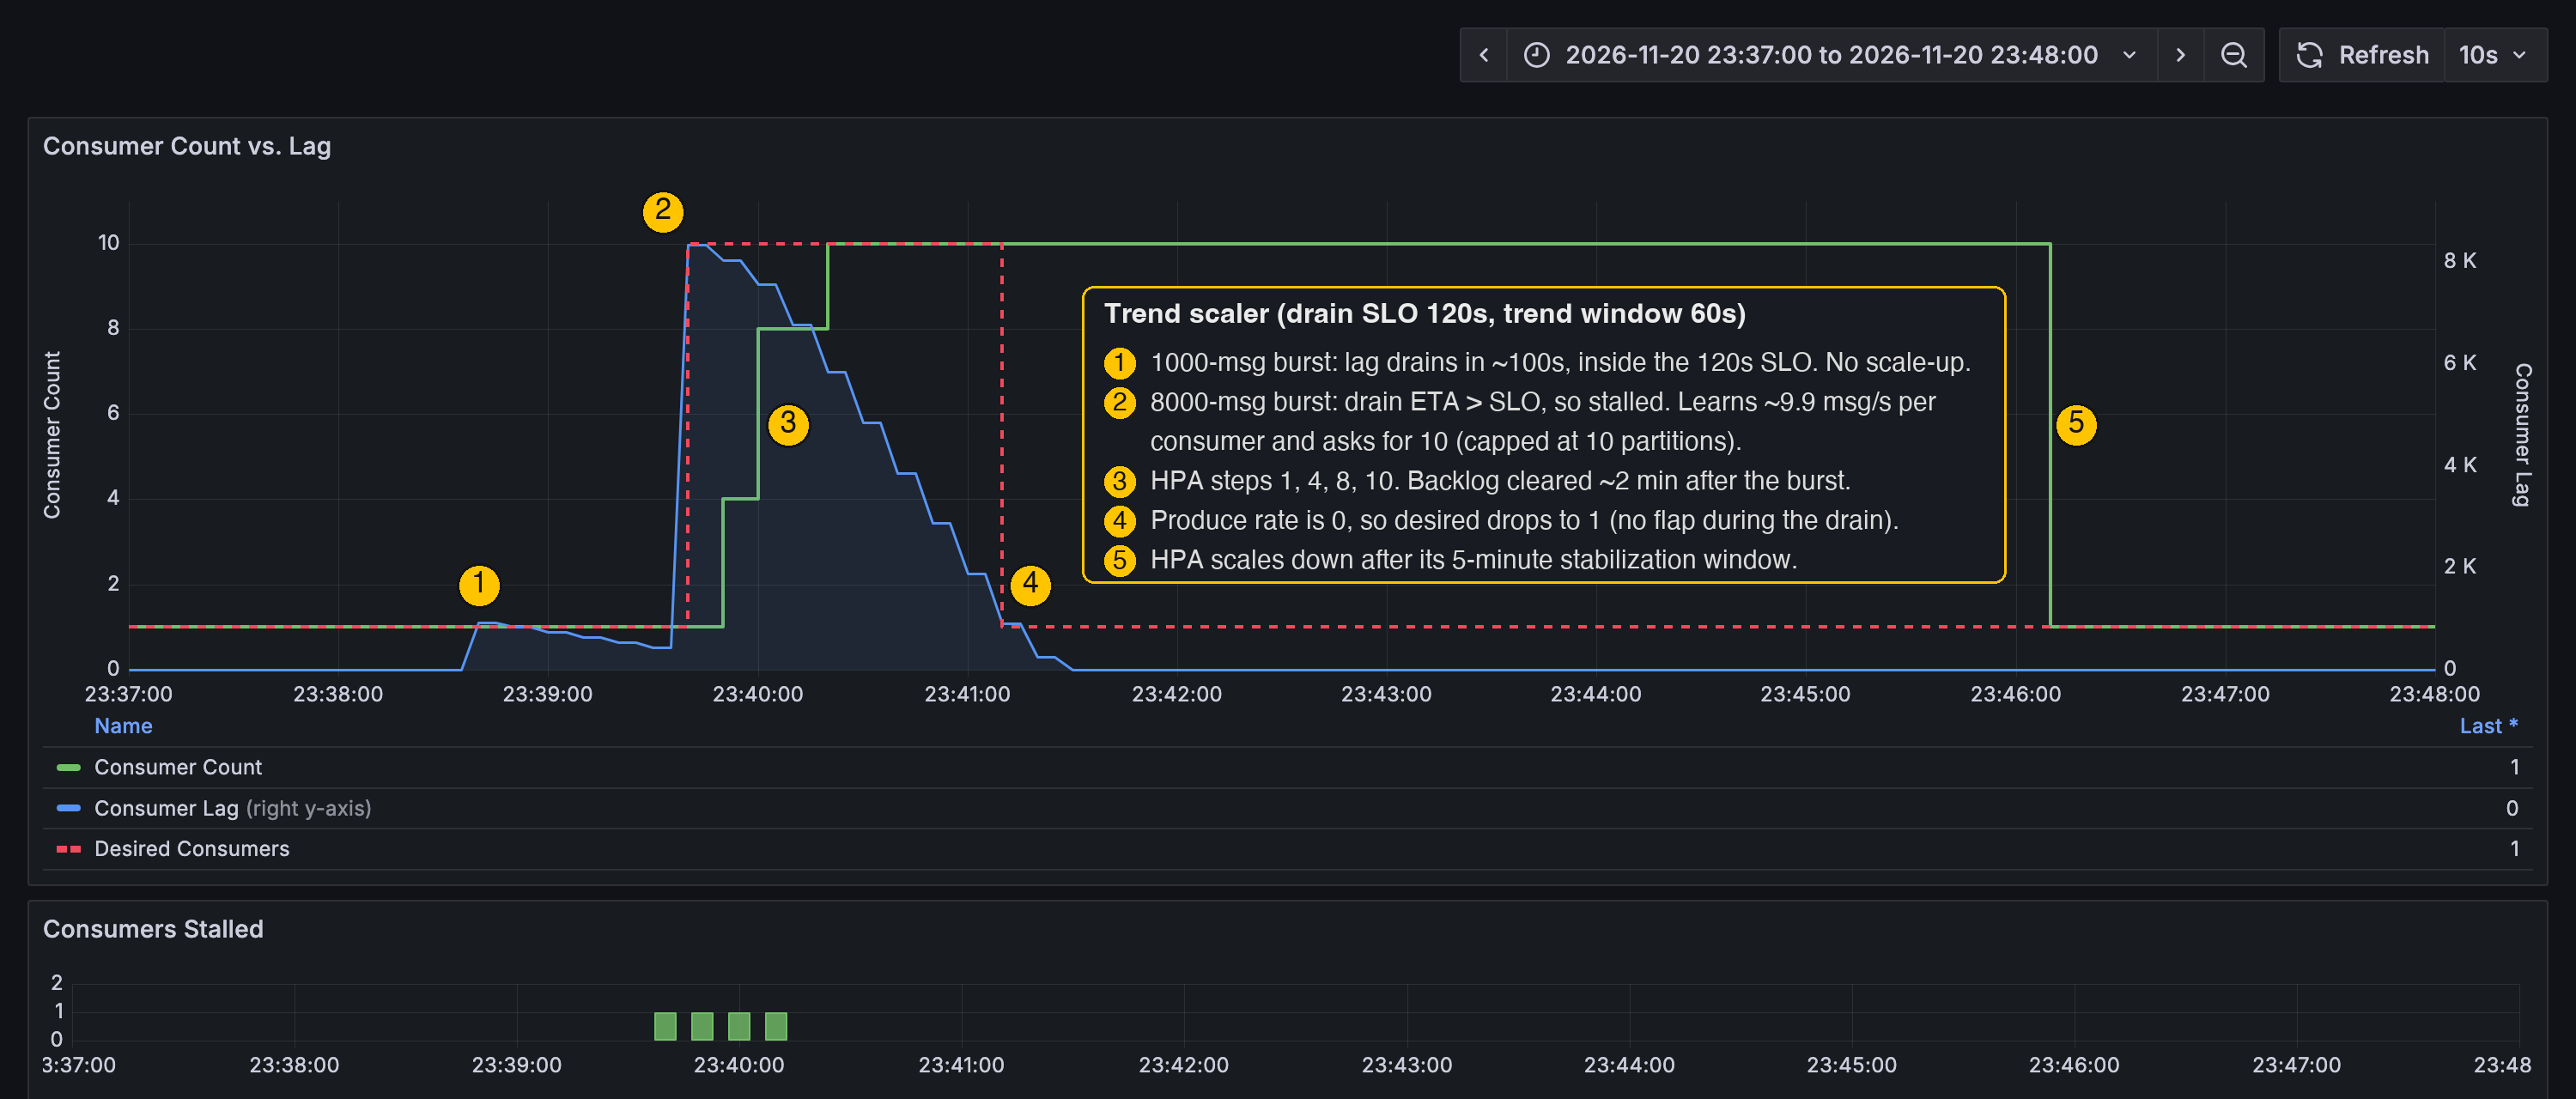 2026-11-20 23:37:00 to 2026-11-20 23:48:00
Refresh
10s
Consumer Count vs. Lag
Consumer Count
10
8
6
4
2
0
8 K
6 K
4 K
2 K
0
Consumer Lag
1
2
3
4
5
Trend scaler (drain SLO 120s, trend window 60s)
1 1000-msg burst: lag drains in ~100s, inside the 120s SLO. No scale-up.
2 8000-msg burst: drain ETA > SLO, so stalled. Learns ~9.9 msg/s per
consumer and asks for 10 (capped at 10 partitions).
3 HPA steps 1, 4, 8, 10. Backlog cleared ~2 min after the burst.
4 Produce rate is 0, so desired drops to 1 (no flap during the drain).
5 HPA scales down after its 5-minute stabilization window.
23:37:00 23:38:00 23:39:00 23:40:00 23:41:00 23:42:00 23:43:00 23:44:00 23:45:00 23:46:00 23:47:00 23:48:00
Name Last *
Consumer Count 1
Consumer Lag (right y-axis) 0
Desired Consumers 1
Consumers Stalled
2
1
0
3:37:00 23:38:00 23:39:00 23:40:00 23:41:00 23:42:00 23:43:00 23:44:00 23:45:00 23:46:00 23:47:00 23:48